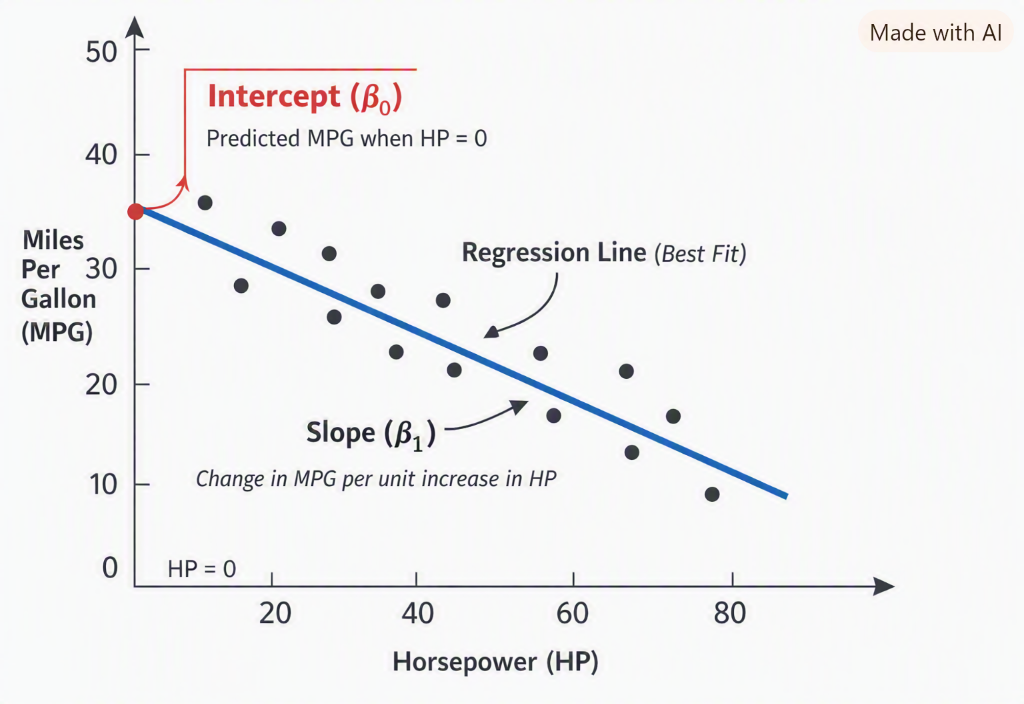 Made with AI
50
Intercept (β₀)
Predicted MPG when HP = 0
40
Miles
Per
Gallon
(MPG)
30
Regression Line (Best Fit)
20
Slope (β₁)
Change in MPG per unit increase in HP
10
0
HP = 0
20
40
60
80
Horsepower (HP)